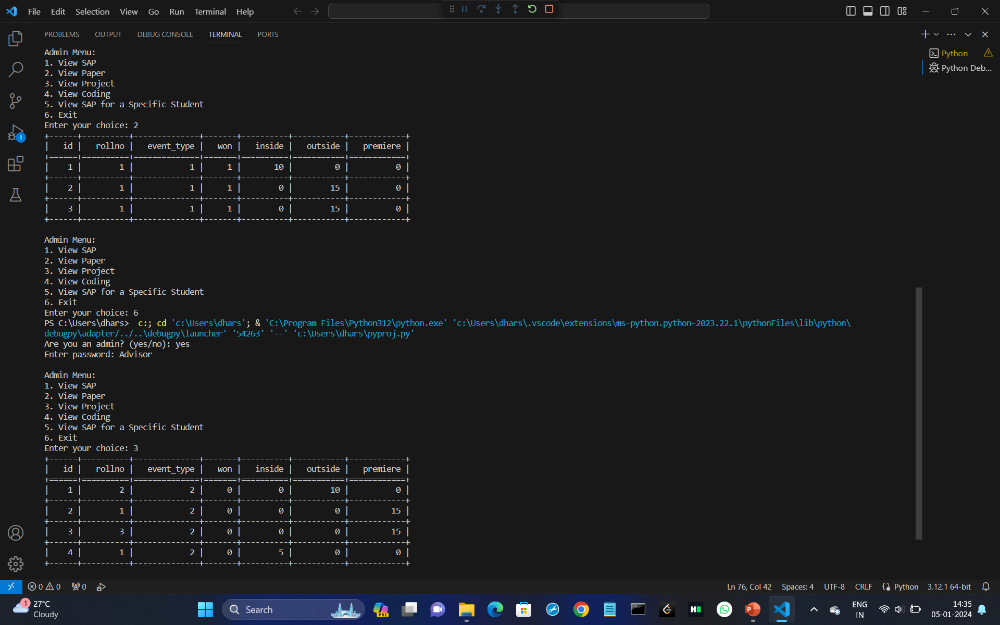 File Edit Selection View Go Run Terminal Help
PROBLEMS OUTPUT DEBUG CONSOLE TERMINAL PORTS
Python
Python Deb...
1
Admin Menu:
1. View SAP
2. View Paper
3. View Project
4. View Coding
5. View SAP for a Specific Student
6. Exit
Enter your choice: 2
+------+----------+--------------+-------+----------+-----------+------------+
|   id |   rollno |   event_type |   won |   inside |   outside |   premiere |
+======+==========+==============+=======+==========+===========+============+
|    1 |        1 |            1 |     1 |       10 |         0 |          0 |
+------+----------+--------------+-------+----------+-----------+------------+
|    2 |        1 |            1 |     1 |        0 |        15 |          0 |
+------+----------+--------------+-------+----------+-----------+------------+
|    3 |        1 |            1 |     1 |        0 |        15 |          0 |
+------+----------+--------------+-------+----------+-----------+------------+
Admin Menu:
1. View SAP
2. View Paper
3. View Project
4. View Coding
5. View SAP for a Specific Student
6. Exit
Enter your choice: 6
PS C:\Users\dhars>  c:; cd 'c:\Users\dhars'; & 'C:\Program Files\Python312\python.exe' 'c:\Users\dhars\.vscode\extensions\ms-python.python-2023.22.1\pythonFiles\lib\python\
debugpy\adapter/../..\debugpy\launcher' '54263' '--' 'c:\Users\dhars\pyproj.py'
Are you an admin? (yes/no): yes
Enter password: Advisor
Admin Menu:
1. View SAP
2. View Paper
3. View Project
4. View Coding
5. View SAP for a Specific Student
6. Exit
Enter your choice: 3
+------+----------+--------------+-------+----------+-----------+------------+
|   id |   rollno |   event_type |   won |   inside |   outside |   premiere |
+======+==========+==============+=======+==========+===========+============+
|    1 |        2 |            2 |     0 |        0 |        10 |          0 |
+------+----------+--------------+-------+----------+-----------+------------+
|    2 |        1 |            2 |     0 |        0 |         0 |         15 |
+------+----------+--------------+-------+----------+-----------+------------+
|    3 |        3 |            2 |     0 |        0 |         0 |         15 |
+------+----------+--------------+-------+----------+-----------+------------+
|    4 |        1 |            2 |     0 |        5 |         0 |          0 |
+------+----------+--------------+-------+----------+-----------+------------+
0 0 0 Ln 76, Col 42 Spaces: 4 UTF-8 CRLF Python 3.12.1 64-bit
1 27°C
Cloudy
Search
PRE
ENG
IN
14:35
05-01-2024